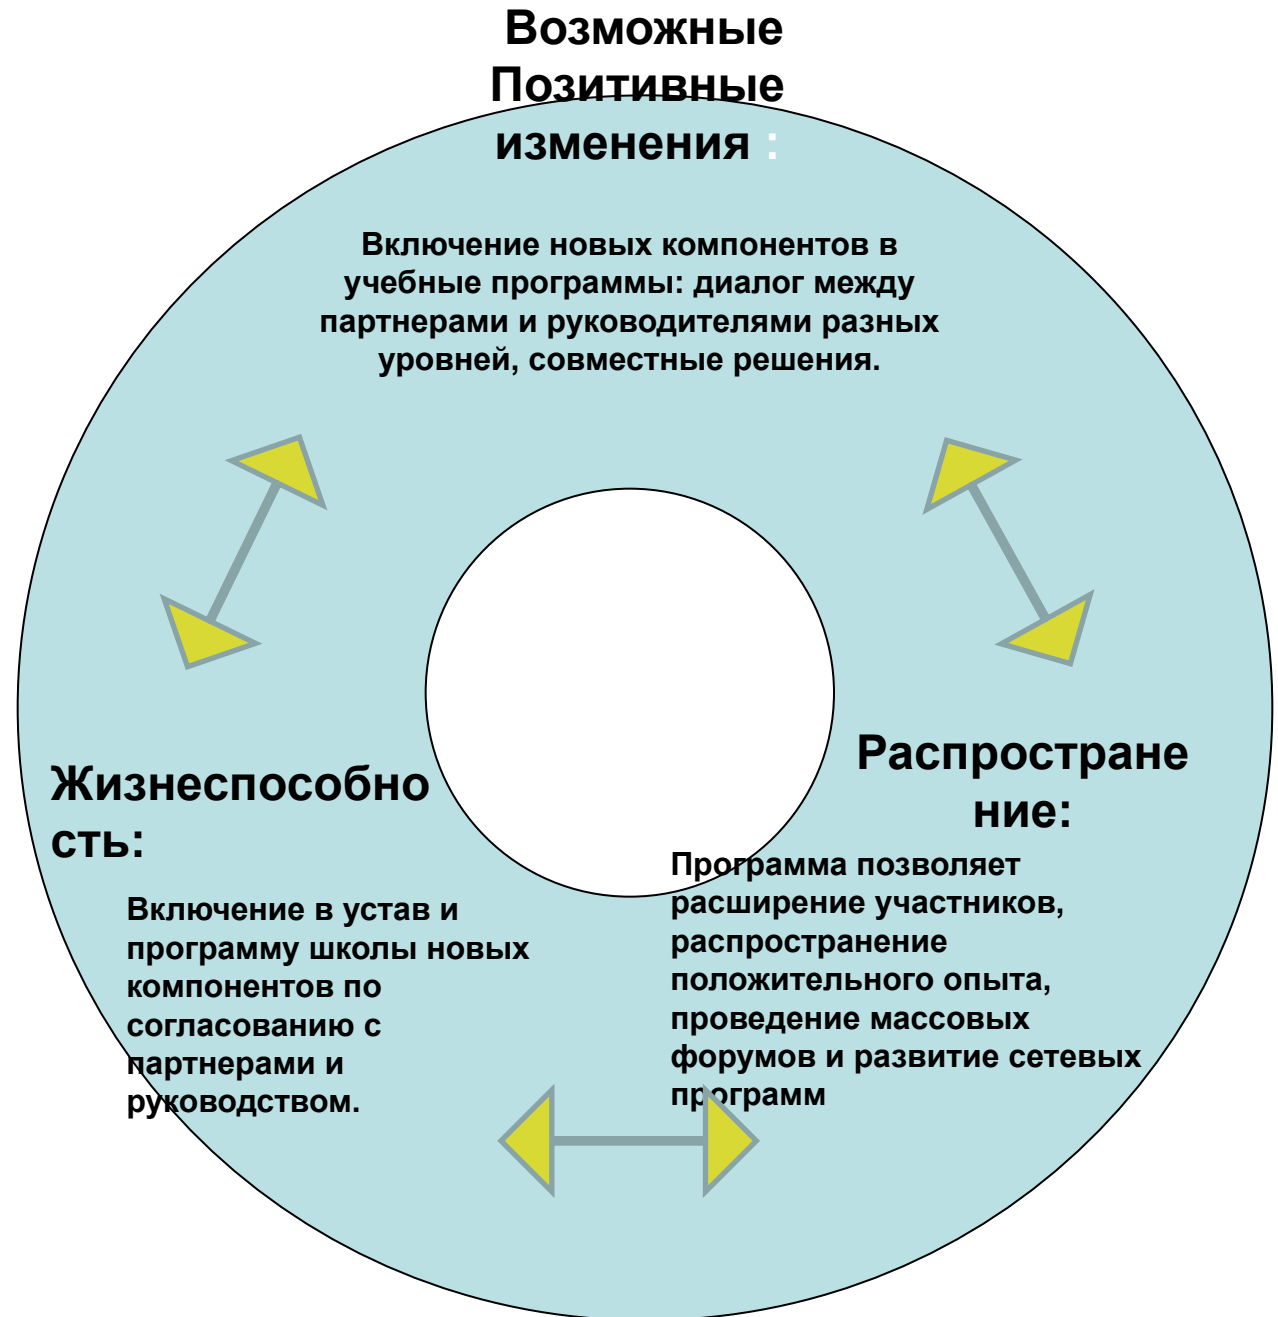 Возможные
Позитивные
изменения :
Включение новых компонентов в
учебные программы: диалог между
партнерами и руководителями разных
уровней, совместные решения.
Жизнеспособно
сть:
Включение в устав и
программу школы новых
компонентов по
согласованию с
партнерами и
руководством.
Распростране
ние:
Программа позволяет
расширение участников,
распространение
положительного опыта,
проведение массовых
форумов и развитие сетевых
программ